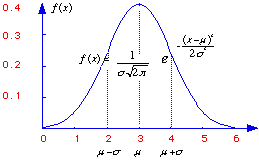 0.4 f(x)
0.3
f(x) = 1/(σ√2π) e^(-(x-μ)²/2σ²)
0.2
0.1
0 1 2 3 4 5 6
μ-σ μ μ+σ